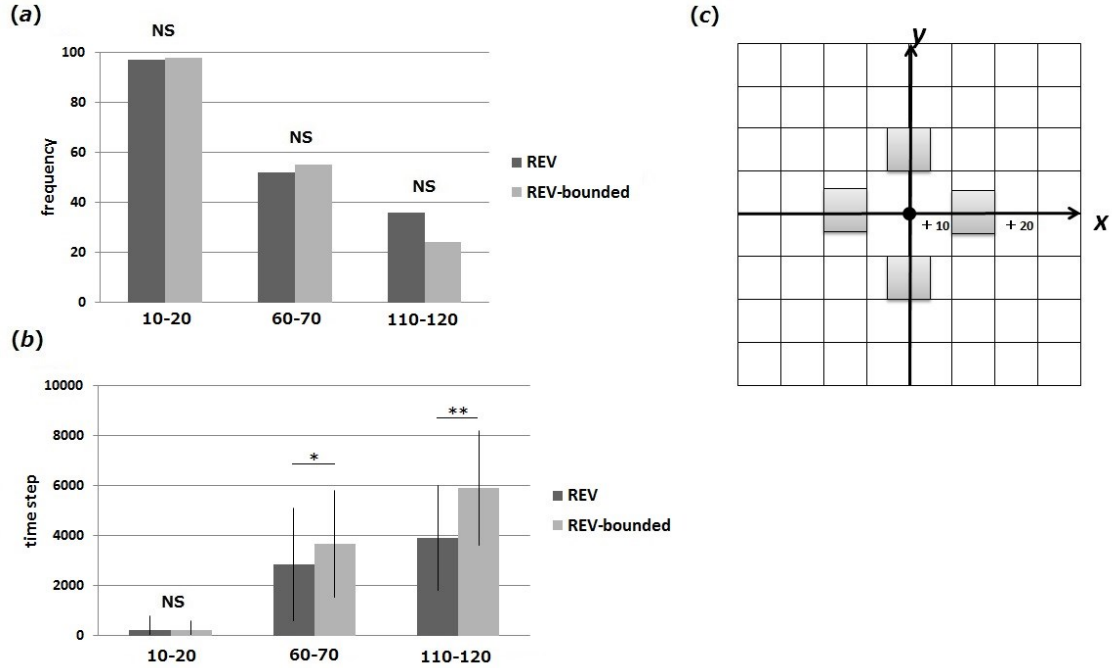 (a)
NS
100
80
60
40
20
0
frequency
NS
NS
10-20
60-70
110-120
REV
REV-bounded
(b)
10000
8000
6000
4000
2000
0
time step
NS
*
**
10-20
60-70
110-120
REV
REV-bounded
(c)
y
+ 10
+ 20
x